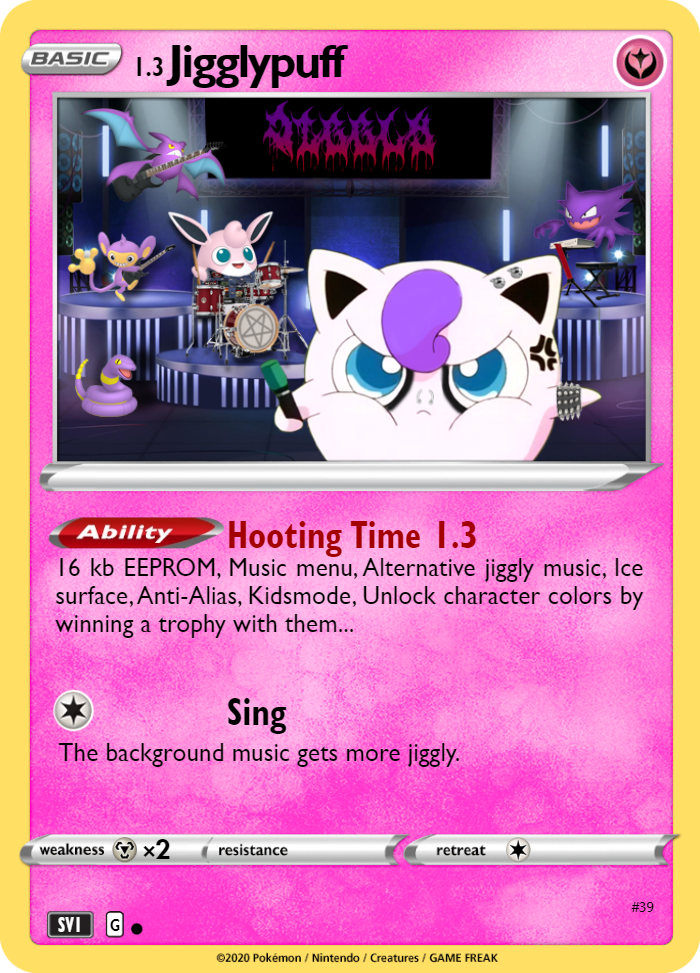 BASIC
1.3 Jigglypuff
JIGGLY
Ability Hooting Time 1.3
16 kb EEPROM, Music menu, Alternative jiggly music, Ice
surface, Anti-Alias, Kidsmode, Unlock character colors by
winning a trophy with them...
Sing
The background music gets more jiggly.
weakness ×2 resistance retreat
#39
SVI G
©2020 Pokémon / Nintendo / Creatures / GAME FREAK